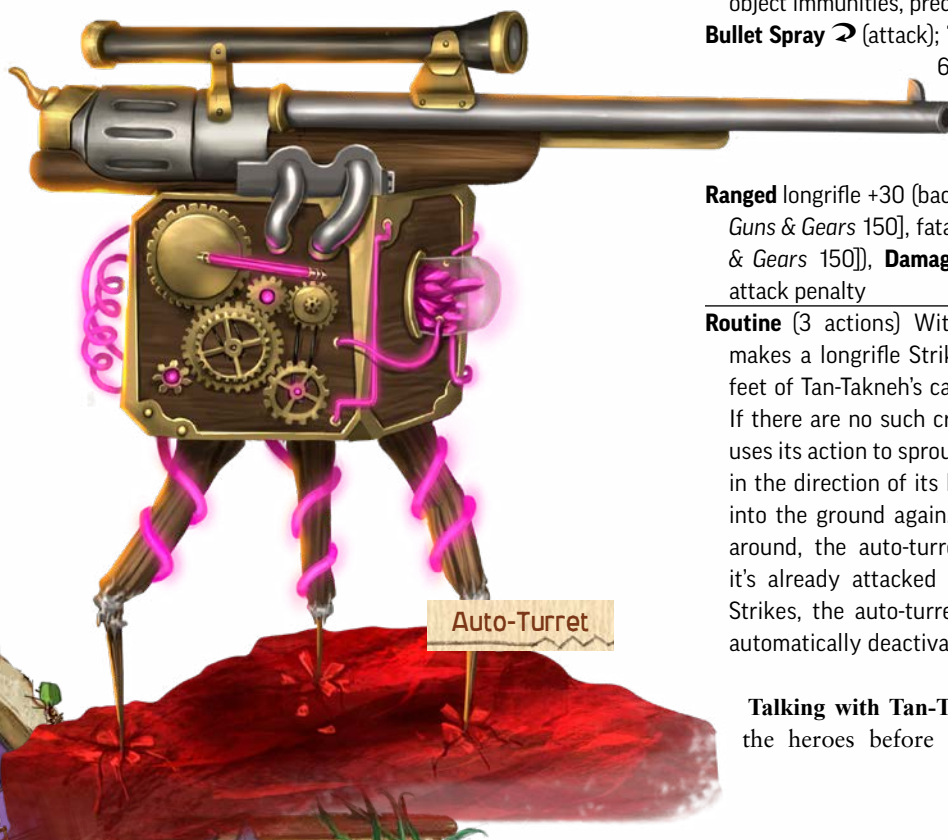 object immunities, prec
Bullet Spray (attack);
6
Ranged longrifle +30 (bac
Guns & Gears 150], fata
& Gears 150]), Damag
attack penalty
Routine (3 actions) Wit
makes a longrifle Strik
feet of Tan-Takneh's ca
If there are no such cr
uses its action to sprou
in the direction of its
into the ground again.
around, the auto-turre
it's already attacked
Strikes, the auto-turre
automatically deactiva
Auto-Turret
Talking with Tan-T
the heroes before